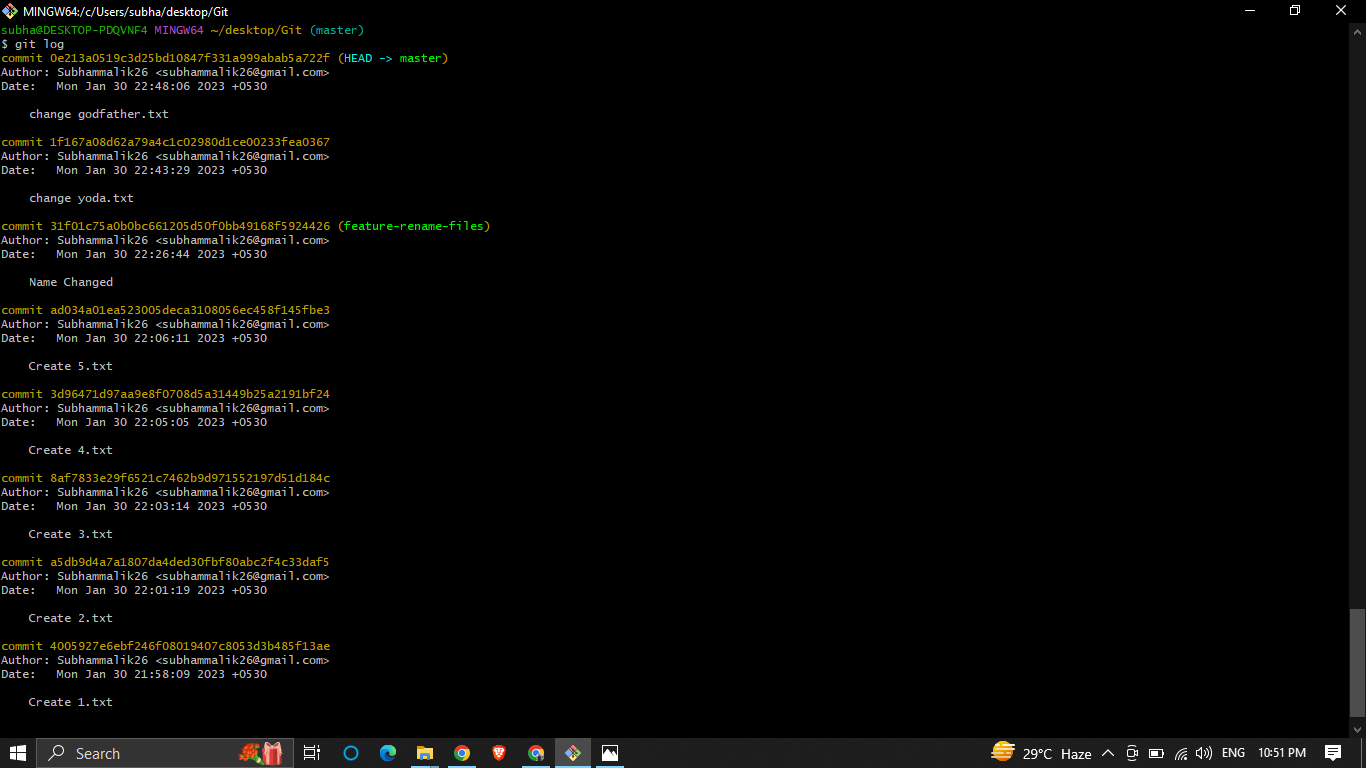 MINGW64:/c/Users/subha/desktop/Git
subha@DESKTOP-PDQVNF4 MINGW64 ~/desktop/Git (master)
$ git log
commit 0e213a0519c3d25bd10847f331a999abab5a722f (HEAD -> master)
Author: Subhammalik26 <subhammalik26@gmail.com>
Date:   Mon Jan 30 22:48:06 2023 +0530
change godfather.txt
commit 1f167a08d62a79a4c1c02980d1ce00233fea0367
Author: Subhammalik26 <subhammalik26@gmail.com>
Date:   Mon Jan 30 22:43:29 2023 +0530
change yoda.txt
commit 31f01c75a0b0bc661205d50f0bb49168f5924426 (feature-rename-files)
Author: Subhammalik26 <subhammalik26@gmail.com>
Date:   Mon Jan 30 22:26:44 2023 +0530
Name Changed
commit ad034a01ea523005deca3108056ec458f145fbe3
Author: Subhammalik26 <subhammalik26@gmail.com>
Date:   Mon Jan 30 22:06:11 2023 +0530
Create 5.txt
commit 3d96471d97aa9e8f0708d5a31449b25a2191bf24
Author: Subhammalik26 <subhammalik26@gmail.com>
Date:   Mon Jan 30 22:05:05 2023 +0530
Create 4.txt
commit 8af7833e29f6521c7462b9d971552197d51d184c
Author: Subhammalik26 <subhammalik26@gmail.com>
Date:   Mon Jan 30 22:03:14 2023 +0530
Create 3.txt
commit a5db9d4a7a1807da4ded30fbf80abc2f4c33daf5
Author: Subhammalik26 <subhammalik26@gmail.com>
Date:   Mon Jan 30 22:01:19 2023 +0530
Create 2.txt
commit 4005927e6ebf246f08019407c8053d3b485f13ae
Author: Subhammalik26 <subhammalik26@gmail.com>
Date:   Mon Jan 30 21:58:09 2023 +0530
Create 1.txt
Search
29°C Haze
ENG
10:51 PM